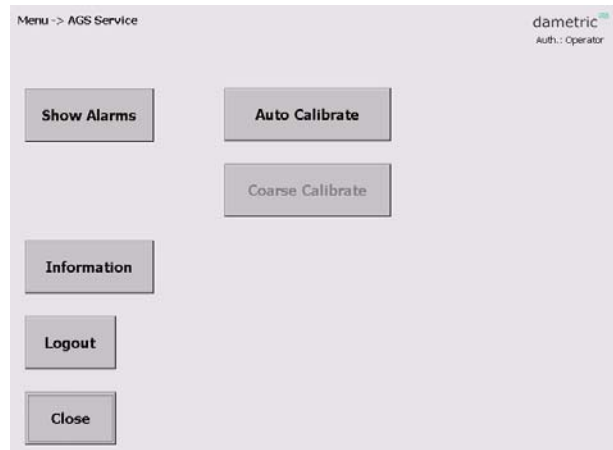 Menu -> AGS Service
dametric
Auth.: Operator
Show Alarms
Auto Calibrate
Coarse Calibrate
Information
Logout
Close